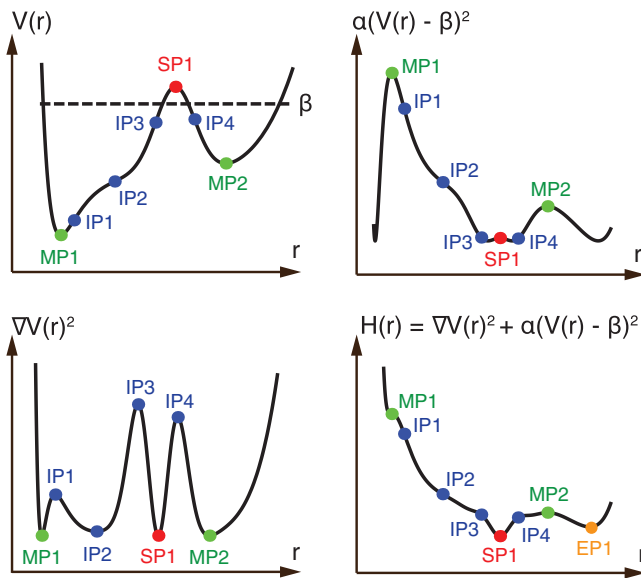 V(r)
SP1
β
IP3
IP4
IP2
MP2
IP1
MP1
r
α(V(r) - β)²
MP1
IP1
IP2
MP2
IP3
IP4
SP1
r
∇V(r)²
IP3
IP4
IP1
MP1
IP2
SP1
MP2
r
H(r) = ∇V(r)² + α(V(r) - β)²
MP1
IP1
IP2
MP2
IP3
IP4
SP1
EP1
r